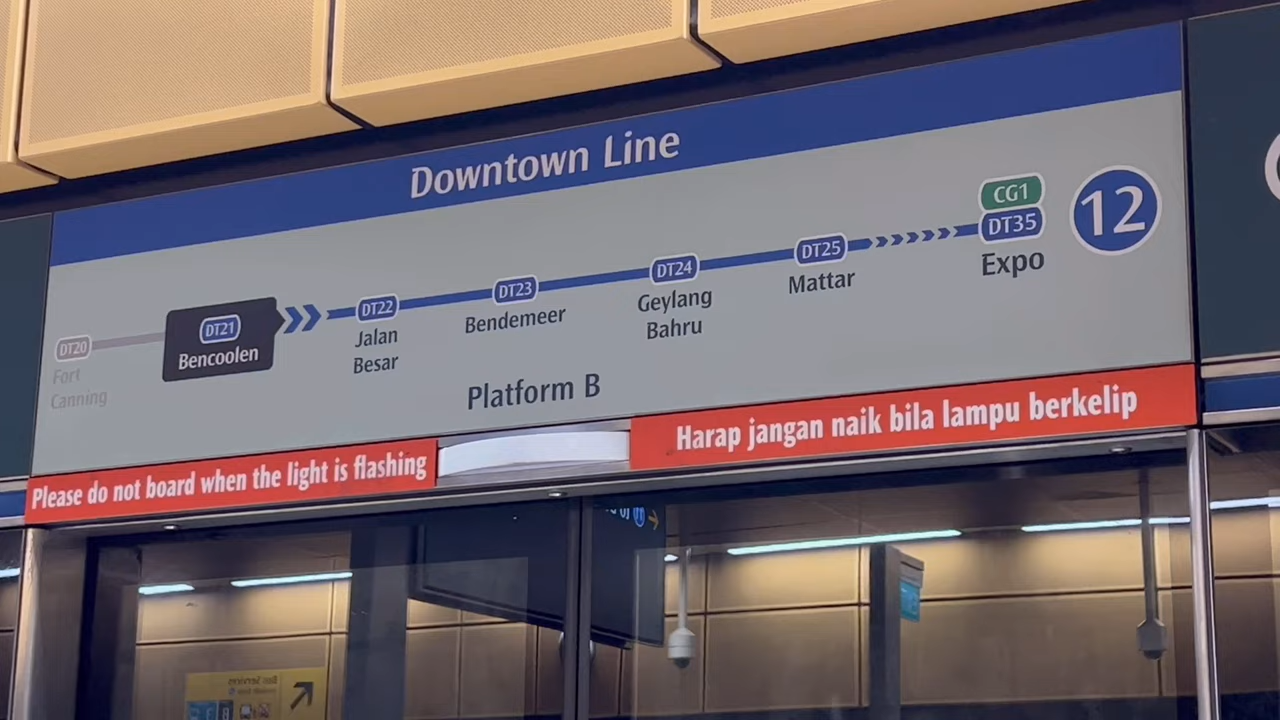 Downtown Line
CG1
DT35
Expo
12
DT25
Mattar
DT24
Geylang
Bahru
DT23
Bendemeer
DT22
Jalan
Besar
DT21
Bencoolen
DT20
Fort
Canning
Platform B
Please do not board when the light is flashing
Harap jangan naik bila lampu berkelip